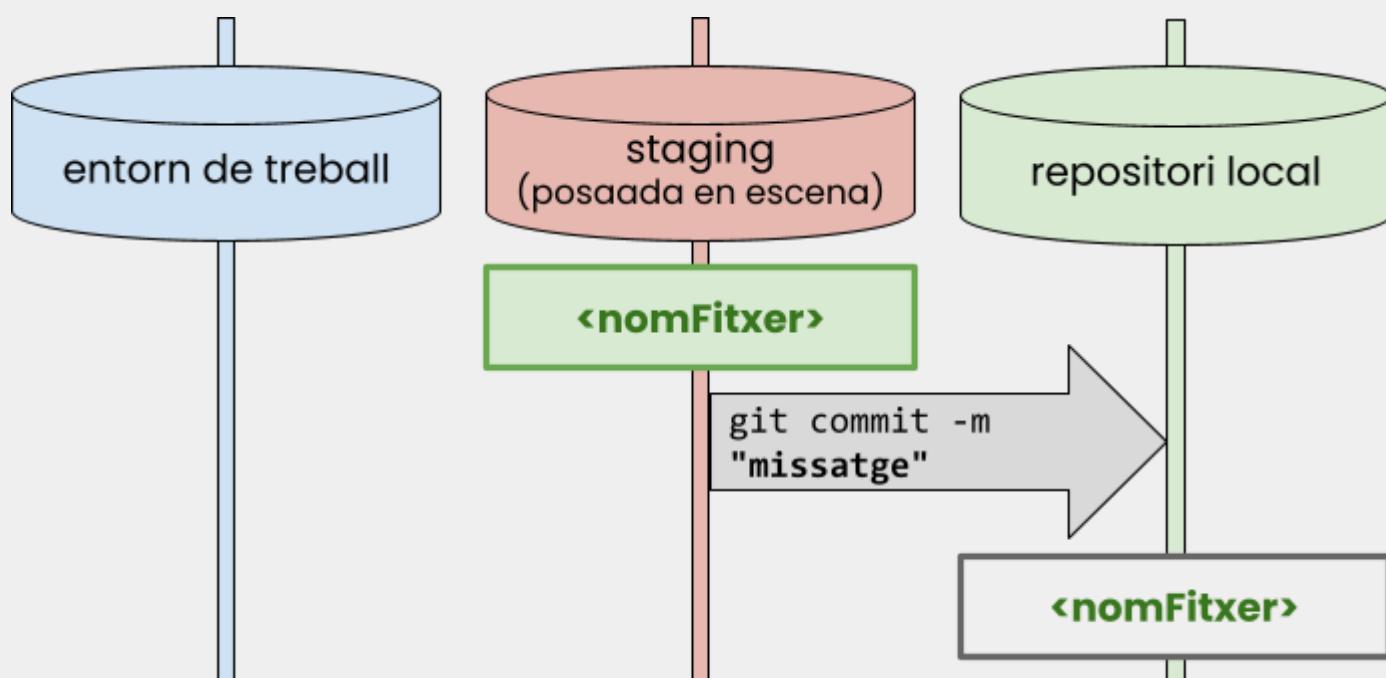 entorn de treball
staging
(posaada en escena)
repositori local
<nomFitxer>
git commit -m
"missatge"
<nomFitxer>